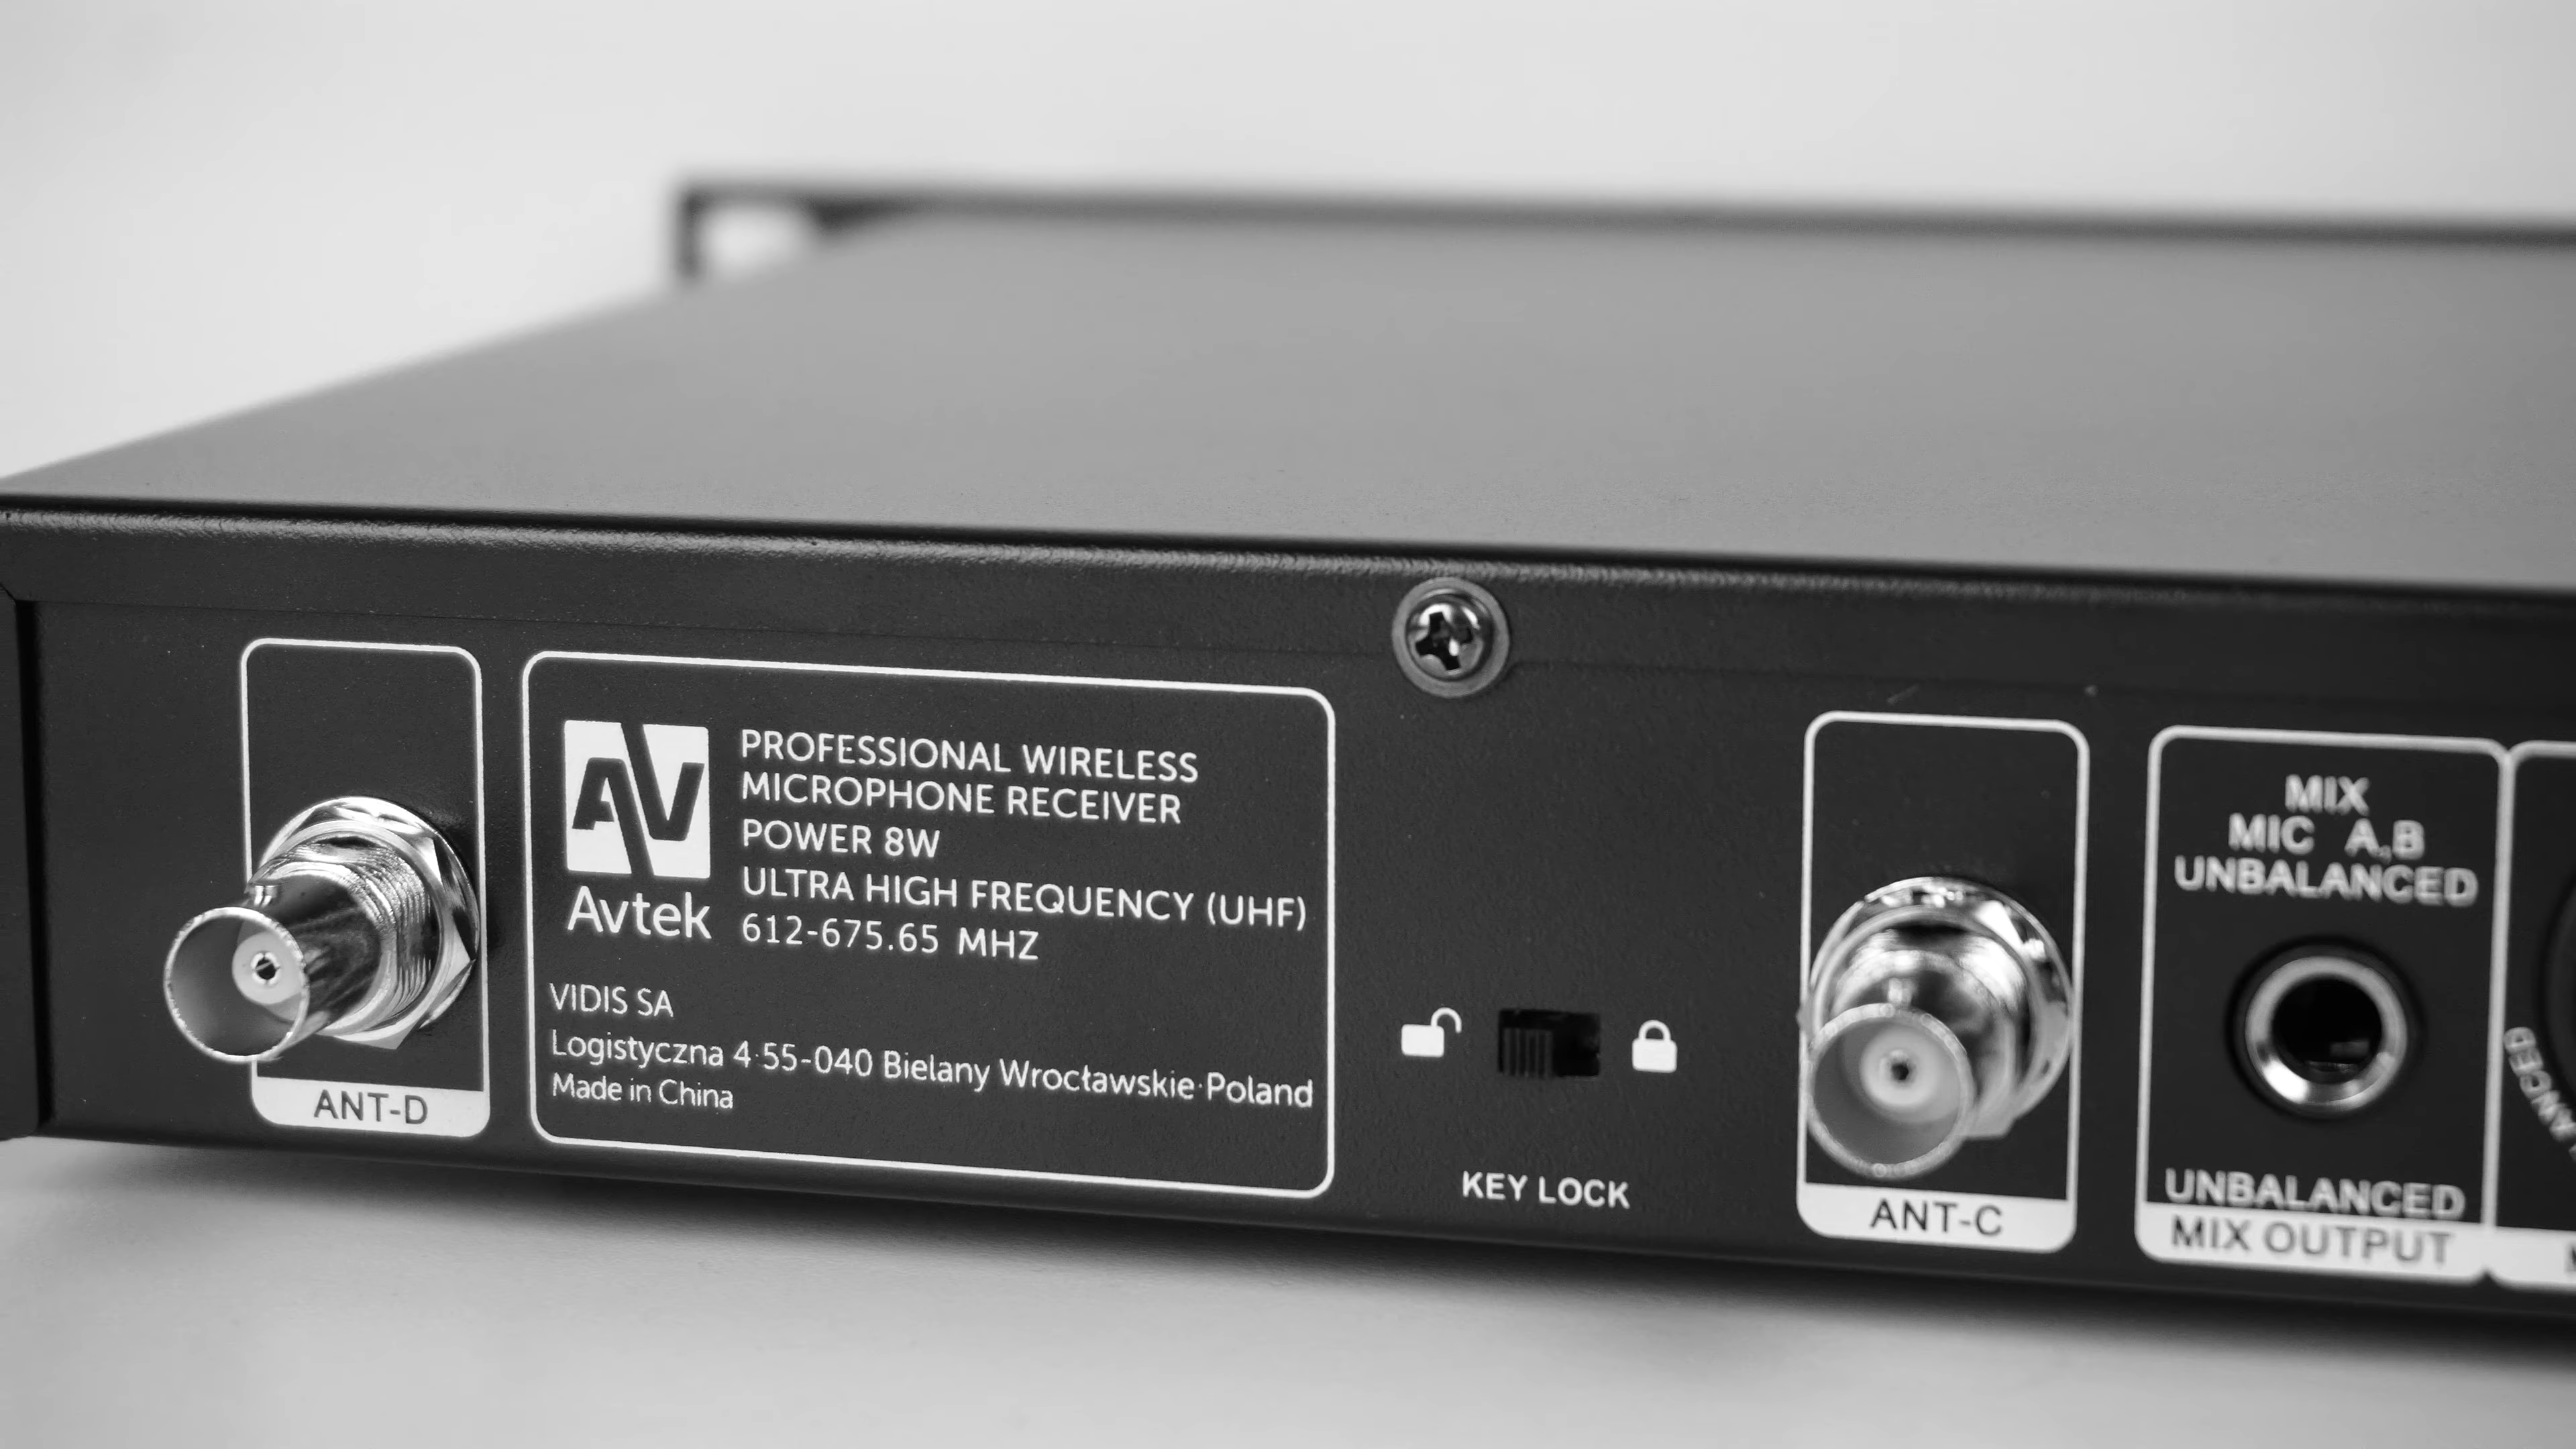 ANT-D
AV
Avtek
PROFESSIONAL WIRELESS
MICROPHONE RECEIVER
POWER 8W
ULTRA HIGH FREQUENCY (UHF)
612-675.65 MHZ
VIDIS SA
Logistyczna 4·55-040 Bielany Wrocławskie·Poland
Made in China
KEY LOCK
ANT-C
MIX
MIC A,B
UNBALANCED
UNBALANCED
MIX OUTPUT